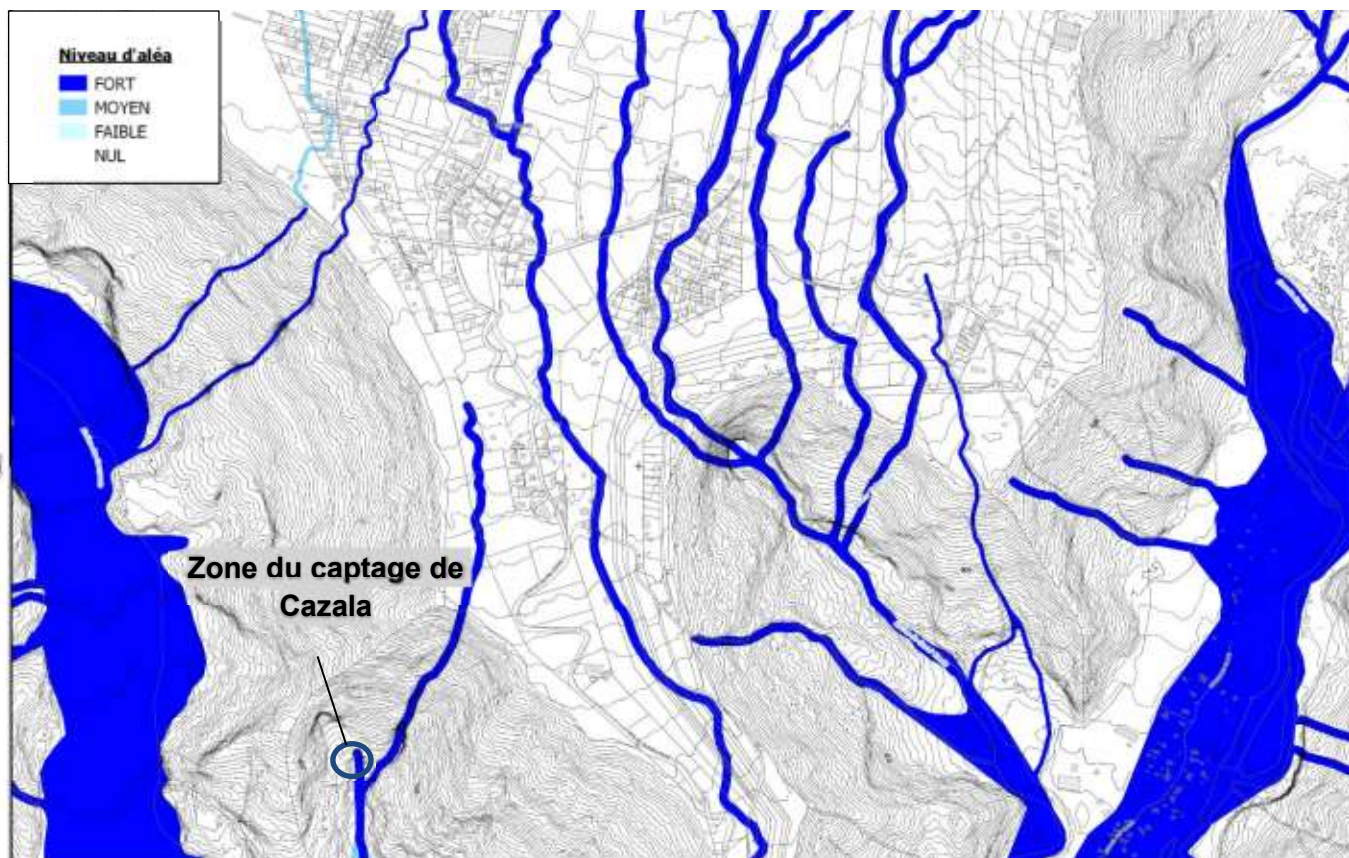 Niveau d'aléa
FORT
MOYEN
FAIBLE
NUL
Zone du captage de
Cazala